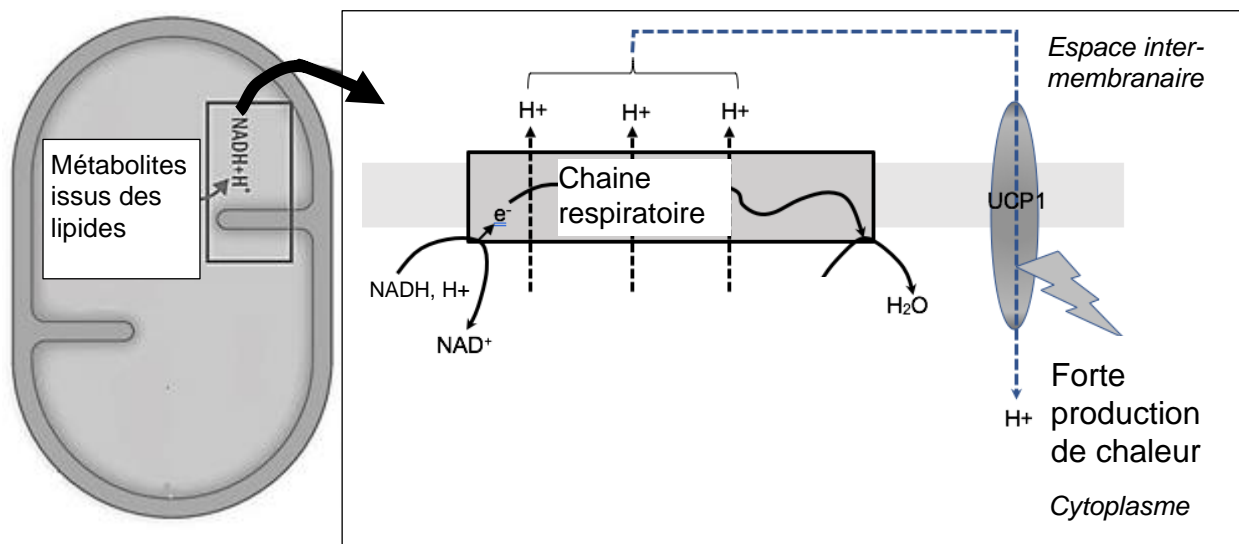 NADH+H⁺
Métabolites
issus des
lipides
Espace inter-
membranaire
H+
H+
H+
Chaine
respiratoire
e⁻
UCP1
NADH, H+
NAD⁺
H₂O
Forte
production
de chaleur
H+
Cytoplasme